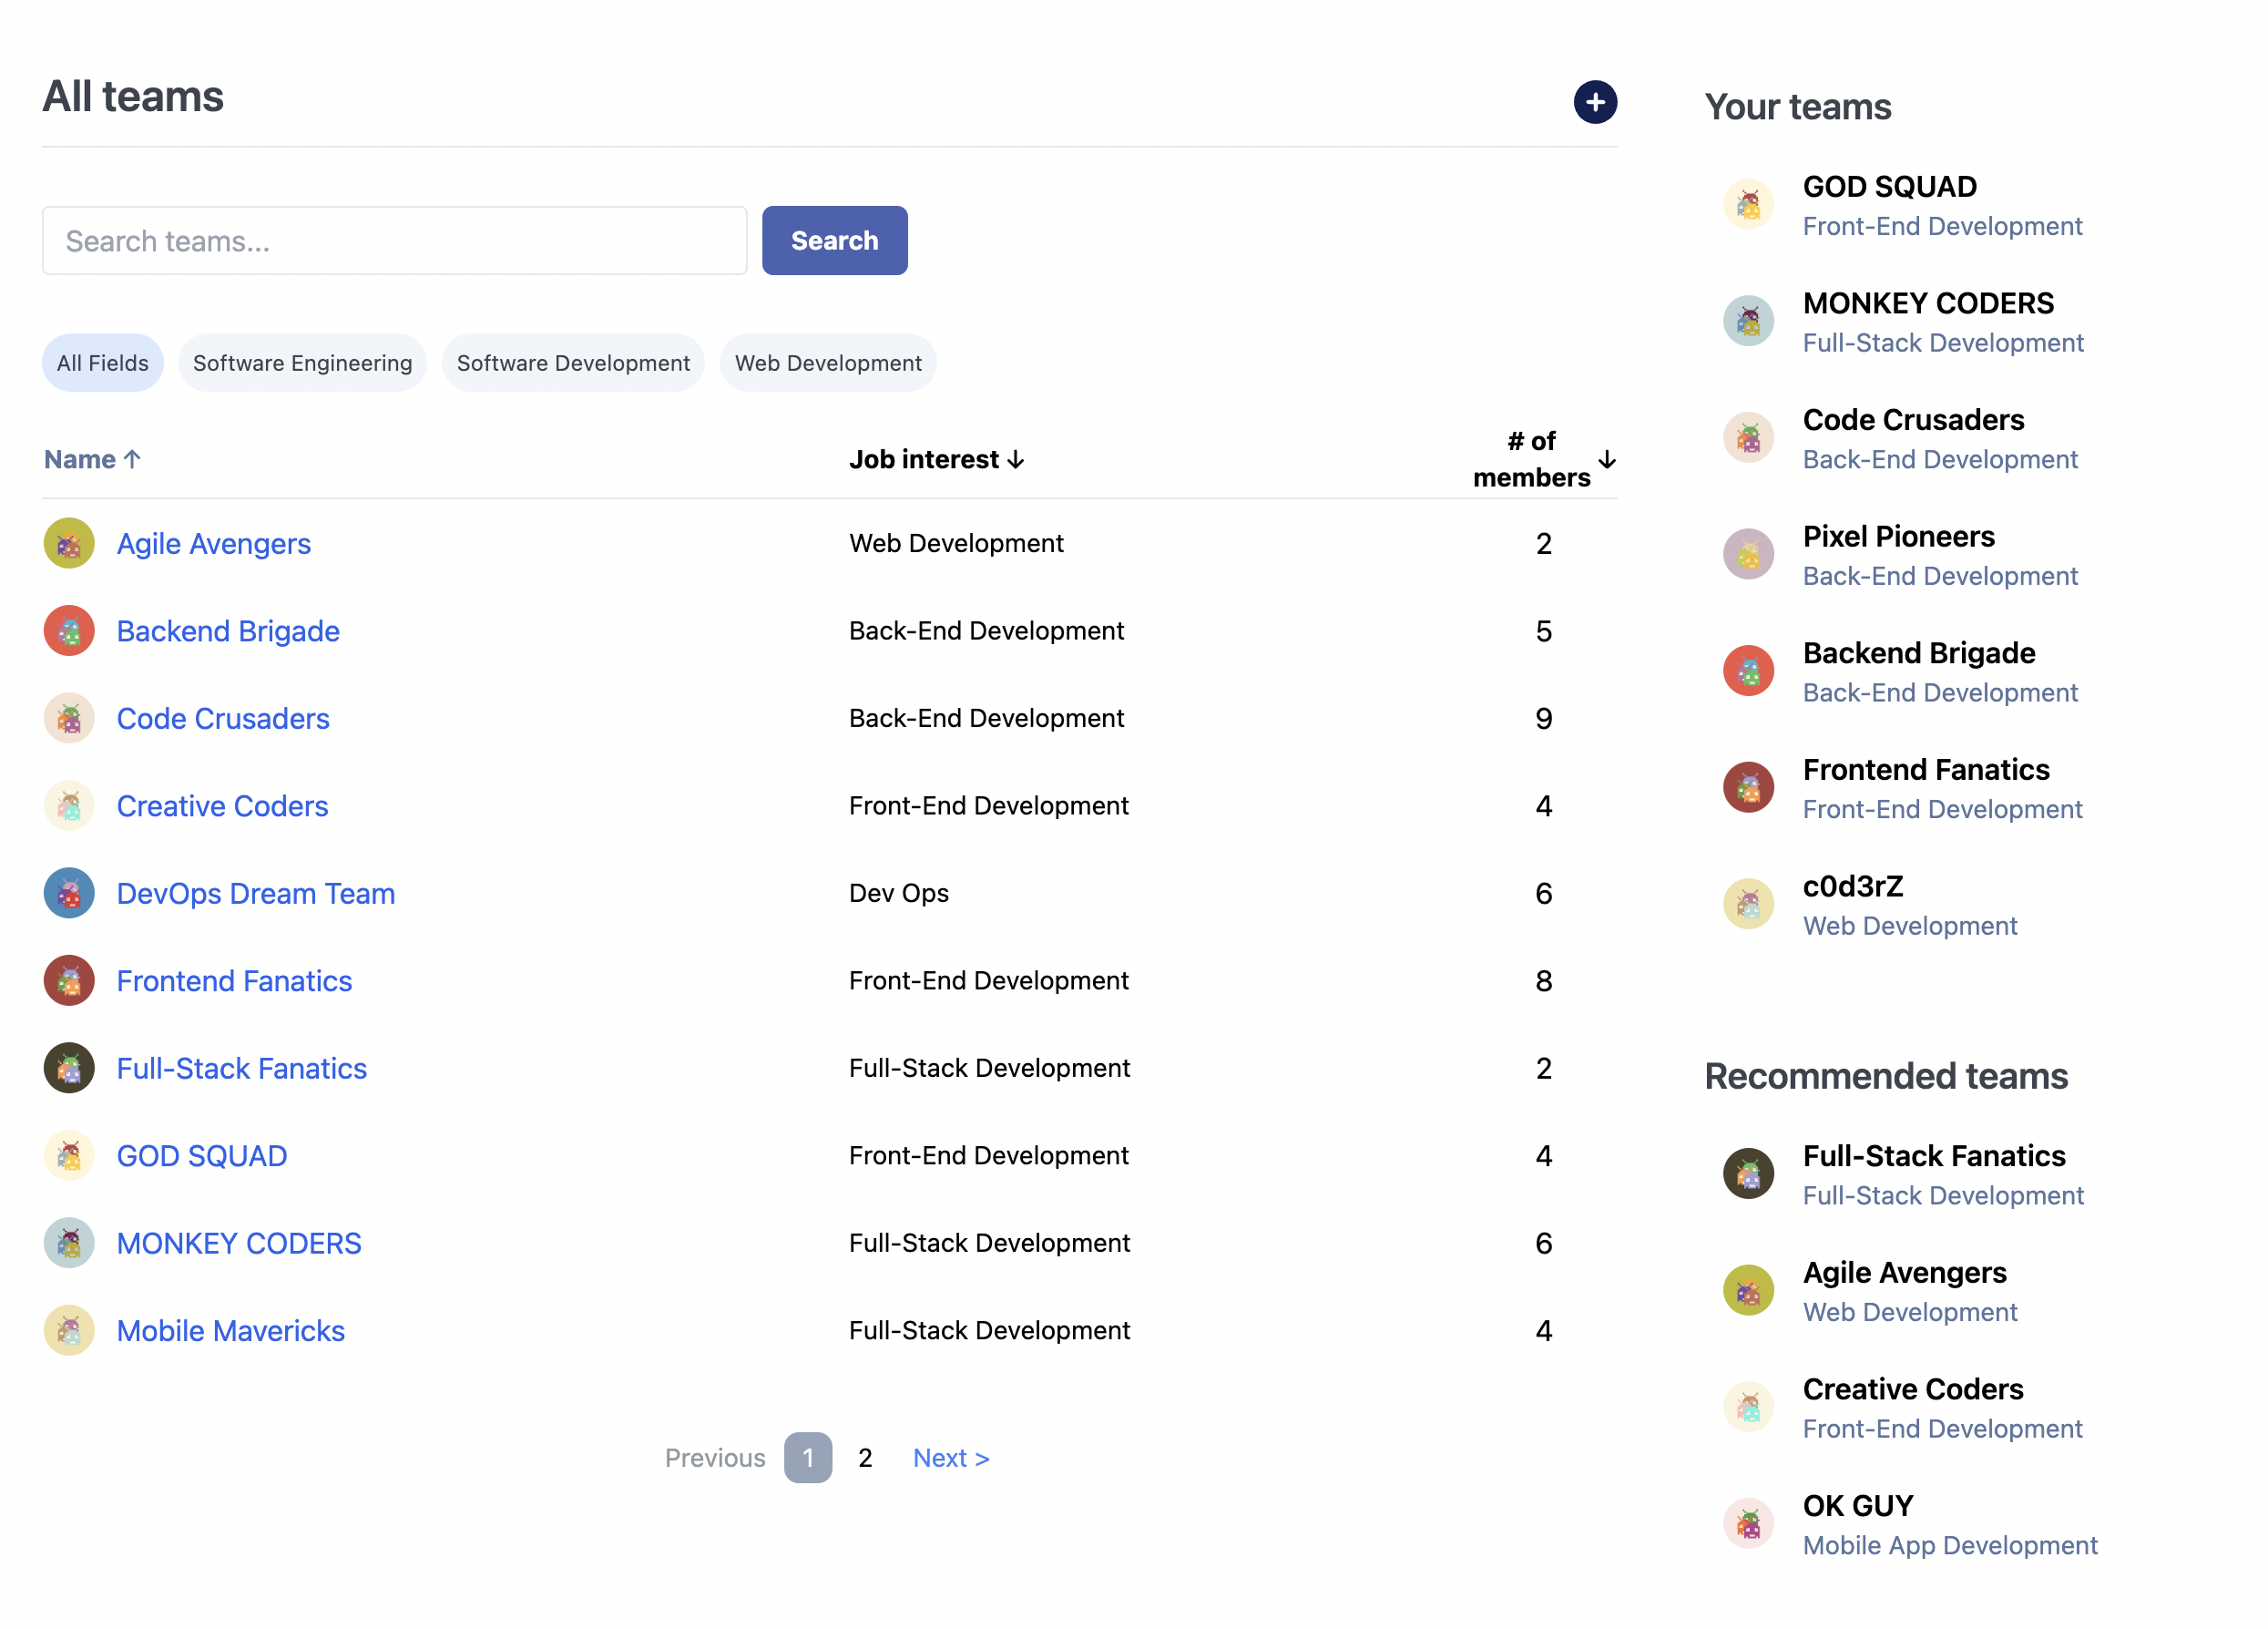 All teams
+
Search teams...
Search
All Fields
Software Engineering
Software Development
Web Development
Name ↑
Job interest ↓
# of
members ↓
Agile Avengers
Web Development
2
Backend Brigade
Back-End Development
5
Code Crusaders
Back-End Development
9
Creative Coders
Front-End Development
4
DevOps Dream Team
Dev Ops
6
Frontend Fanatics
Front-End Development
8
Full-Stack Fanatics
Full-Stack Development
2
GOD SQUAD
Front-End Development
4
MONKEY CODERS
Full-Stack Development
6
Mobile Mavericks
Full-Stack Development
4
Previous
1
2
Next >
Your teams
GOD SQUAD
Front-End Development
MONKEY CODERS
Full-Stack Development
Code Crusaders
Back-End Development
Pixel Pioneers
Back-End Development
Backend Brigade
Back-End Development
Frontend Fanatics
Front-End Development
c0d3rZ
Web Development
Recommended teams
Full-Stack Fanatics
Full-Stack Development
Agile Avengers
Web Development
Creative Coders
Front-End Development
OK GUY
Mobile App Development